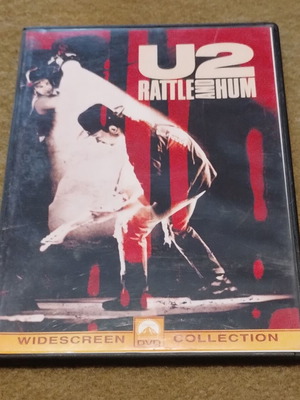 U2
RATTLE AND HUM
WIDESCREEN DVD COLLECTION